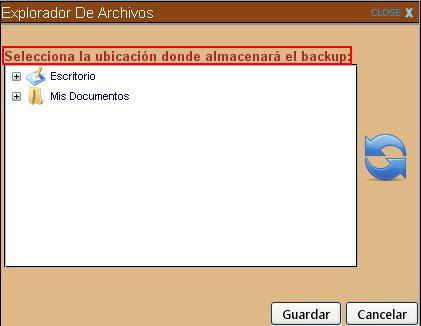 Explorador De Archivos
CLOSE X
Selecciona la ubicación donde almacenará el backup:
Escritorio
Mis Documentos
Guardar
Cancelar